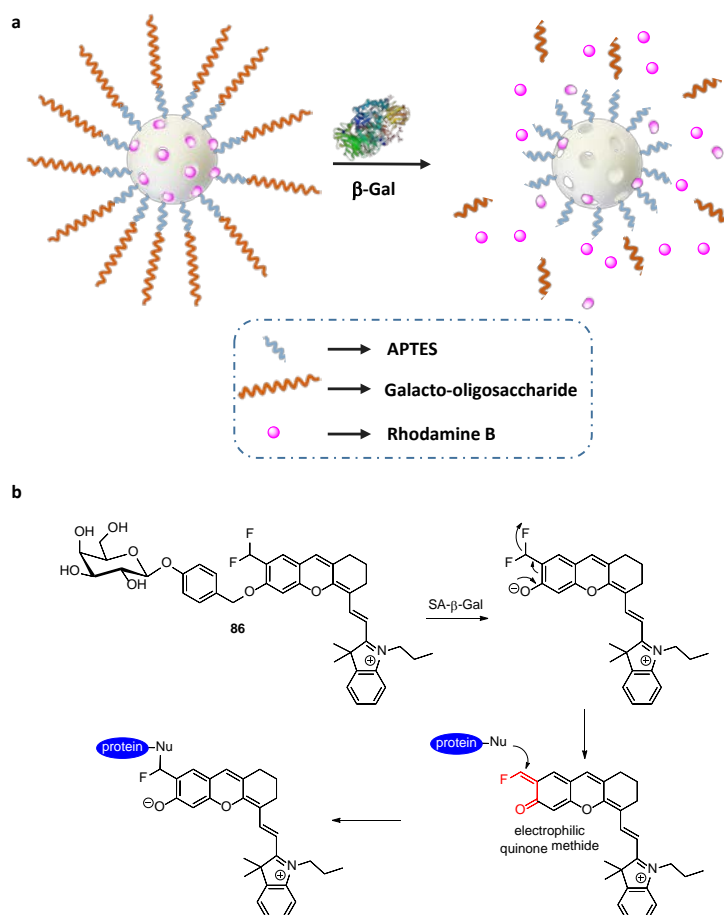 a
β-Gal
APTES
Galacto-oligosaccharide
Rhodamine B
b
OH
OH
HO
OH
O
O
O
F
F
O
86
N
SA-β-Gal
F
F
O
O
N
protein
Nu
F
O
O
N
protein
Nu
F
O
O
electrophilic
quinone methide
N